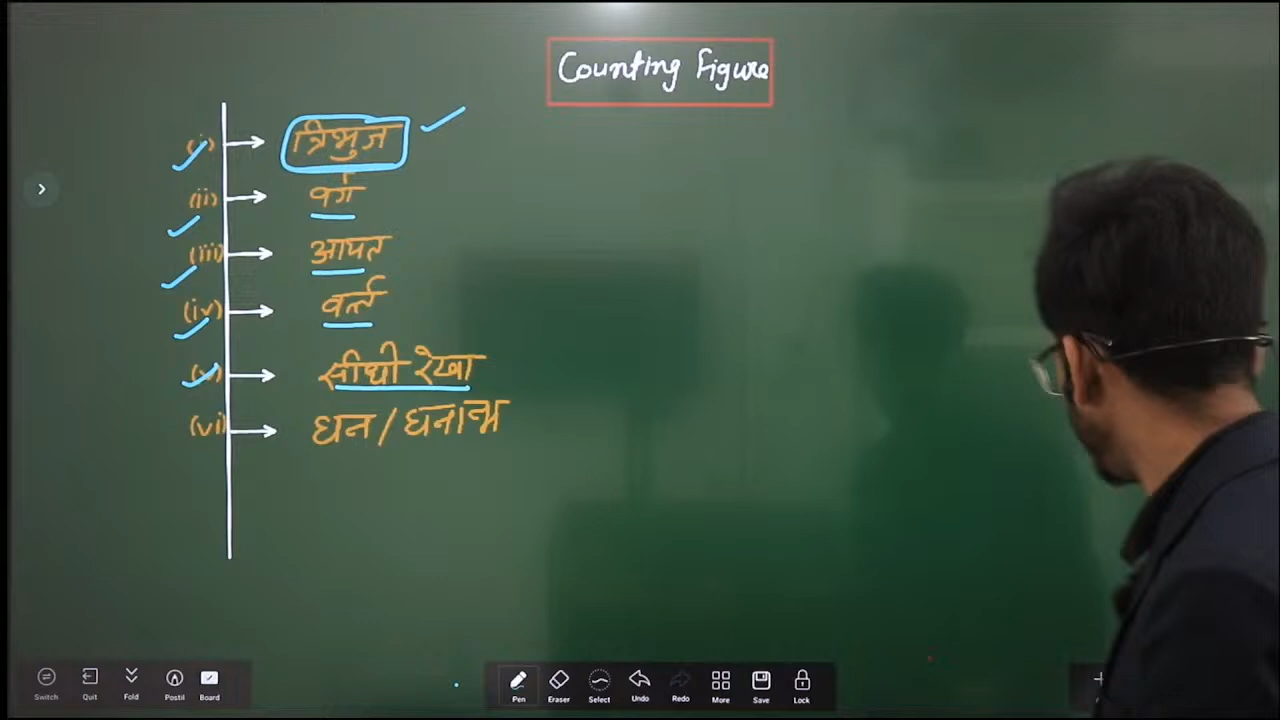 Counting Figure
(i) → त्रिभुज
(ii) → वर्ग
(iii) → आयत
(iv) → वर्त्त
(v) → सीधी रेखा
(vi) → घन/घनाभ
Switch Quit Fold Postil Board Pen Eraser Select Undo Redo More Save Lock